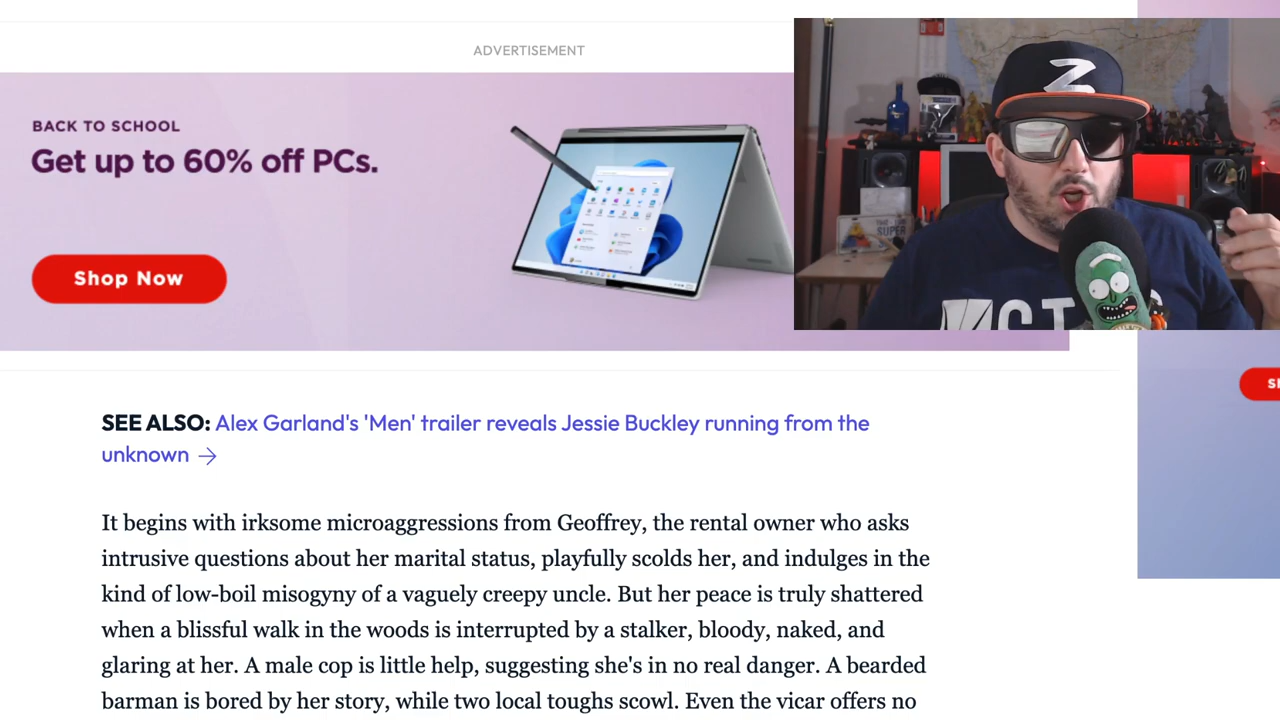 ADVERTISEMENT
BACK TO SCHOOL
Get up to 60% off PCs.
Shop Now
Z
SUPER
SEE ALSO: Alex Garland's 'Men' trailer reveals Jessie Buckley running from the
unknown →
It begins with irksome microaggressions from Geoffrey, the rental owner who asks
intrusive questions about her marital status, playfully scolds her, and indulges in the
kind of low-boil misogyny of a vaguely creepy uncle. But her peace is truly shattered
when a blissful walk in the woods is interrupted by a stalker, bloody, naked, and
glaring at her. A male cop is little help, suggesting she's in no real danger. A bearded
barman is bored by her story, while two local toughs scowl. Even the vicar offers no